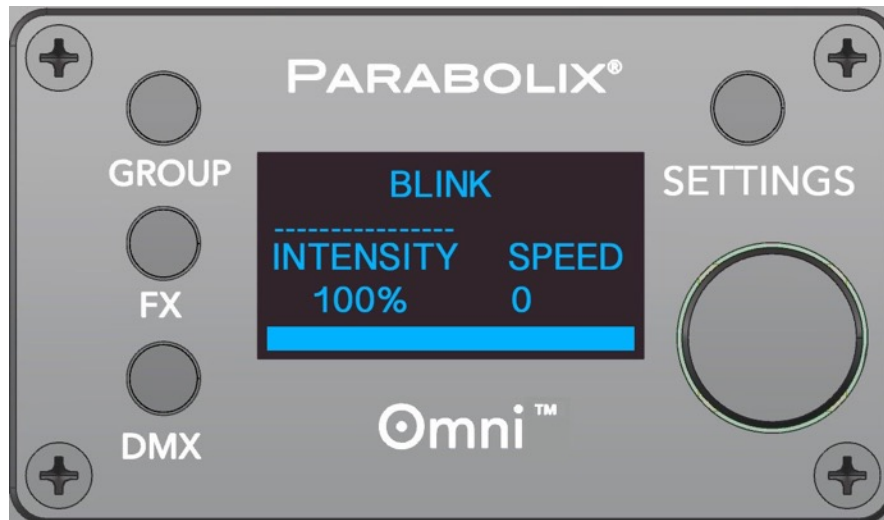 PARABOLIX®
GROUP
SETTINGS
BLINK
INTENSITY SPEED
100% 0
FX
DMX
Omni™